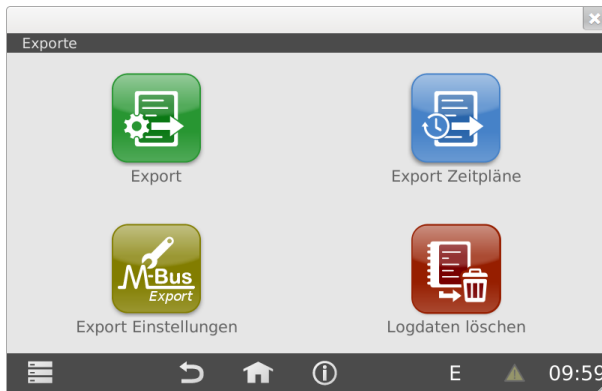 Exporte
Export
Export Zeitpläne
M-Bus
Export
Export Einstellungen
Logdaten löschen
E
09:59